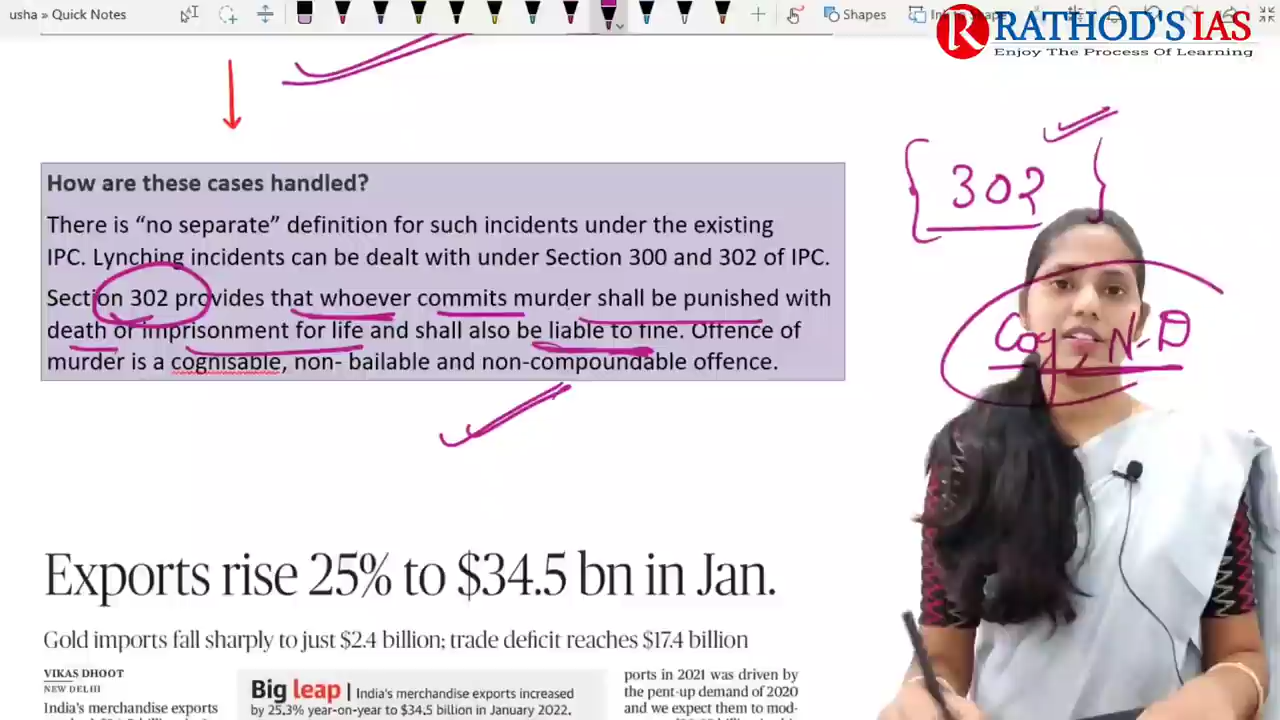 usha » Quick Notes
Shapes
RATHOD'S IAS
Enjoy The Process Of Learning
302
How are these cases handled?
There is “no separate” definition for such incidents under the existing
IPC. Lynching incidents can be dealt with under Section 300 and 302 of IPC.
Section 302 provides that whoever commits murder shall be punished with
death or imprisonment for life and shall also be liable to fine. Offence of
murder is a cognisable, non- bailable and non-compoundable offence.
Cog, N-B
Exports rise 25% to $34.5 bn in Jan.
Gold imports fall sharply to just $2.4 billion; trade deficit reaches $17.4 billion
VIKAS DHOOT
NEW DELHI
India's merchandise exports
Big leap | India's merchandise exports increased
by 25.3% year-on-year to $34.5 billion in January 2022.
ports in 2021 was driven by
the pent-up demand of 2020
and we expect them to mod-